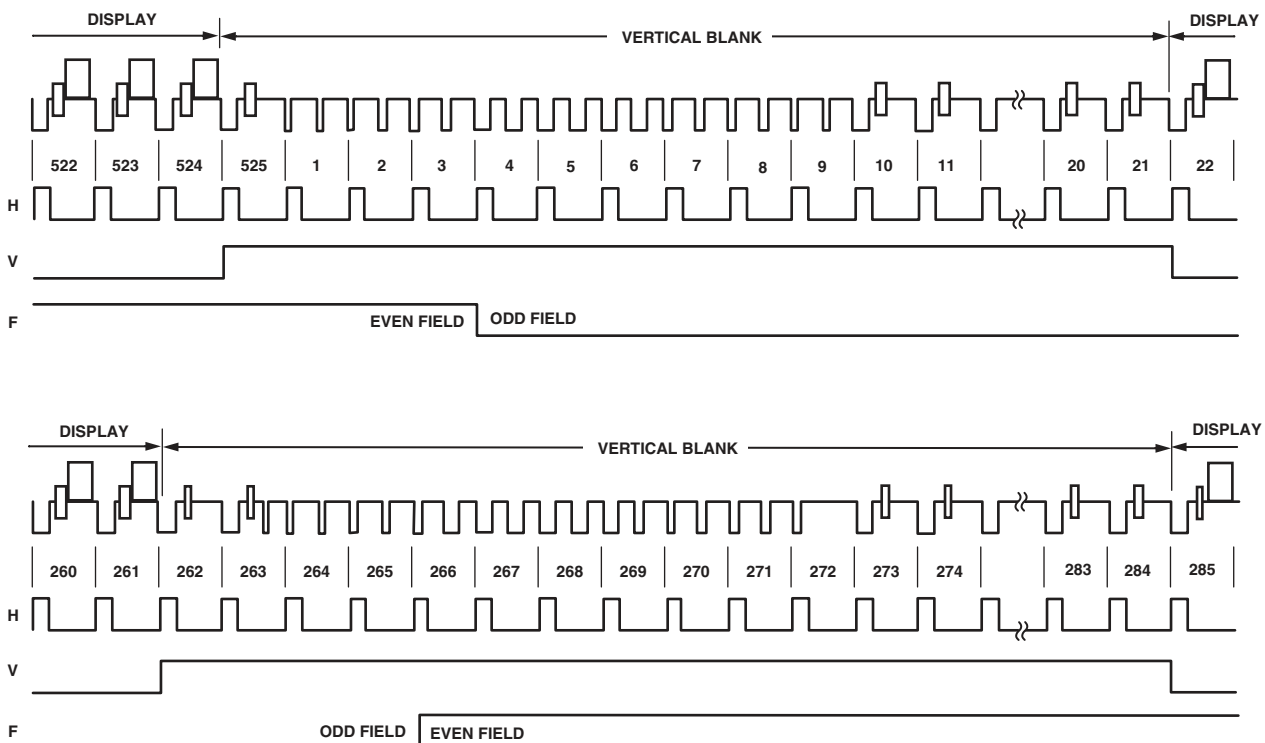 DISPLAY
DISPLAY
VERTICAL BLANK
522 523 524 525 1 2 3 4 5 6 7 8 9 10 11 20 21 22
H
V
F
EVEN FIELD ODD FIELD
DISPLAY
DISPLAY
VERTICAL BLANK
260 261 262 263 264 265 266 267 268 269 270 271 272 273 274 283 284 285
H
V
F
ODD FIELD EVEN FIELD